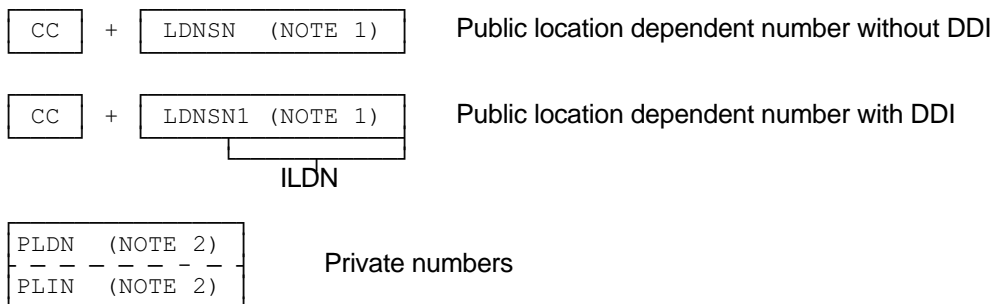 CC + LDNSN (NOTE 1) Public location dependent number without DDI
CC + LDNSN1 (NOTE 1) Public location dependent number with DDI
ILDN
PLDN (NOTE 2)
Private numbers
PLIN (NOTE 2)